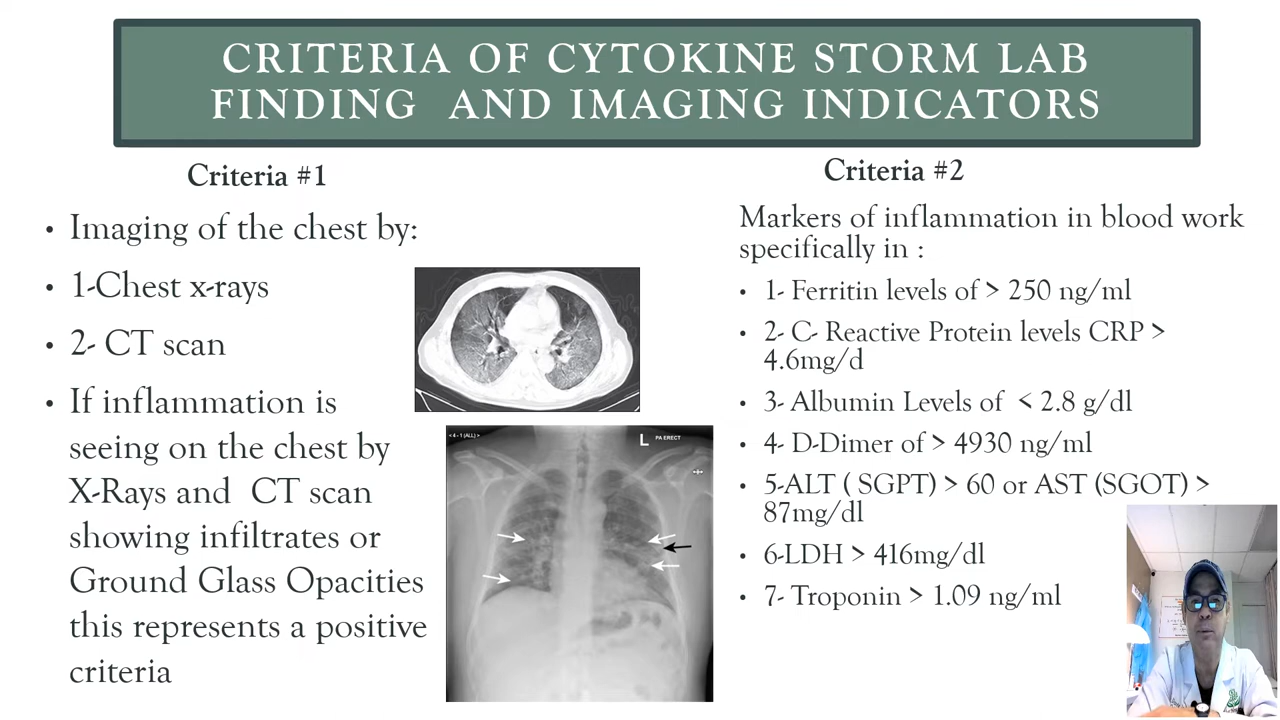 CRITERIA OF CYTOKINE STORM LAB
FINDING AND IMAGING INDICATORS
Criteria #1
• Imaging of the chest by:
• 1-Chest x-rays
• 2- CT scan
• If inflammation is
seeing on the chest by
X-Rays and CT scan
showing infiltrates or
Ground Glass Opacities
this represents a positive
criteria
< 4 - 1 (ALL) >
L PA ERECT
Criteria #2
Markers of inflammation in blood work
specifically in :
• 1- Ferritin levels of > 250 ng/ml
• 2- C- Reactive Protein levels CRP >
4.6mg/d
• 3- Albumin Levels of < 2.8 g/dl
• 4- D-Dimer of > 4930 ng/ml
• 5-ALT ( SGPT) > 60 or AST (SGOT) >
87mg/dl
• 6-LDH > 416mg/dl
• 7- Troponin > 1.09 ng/ml